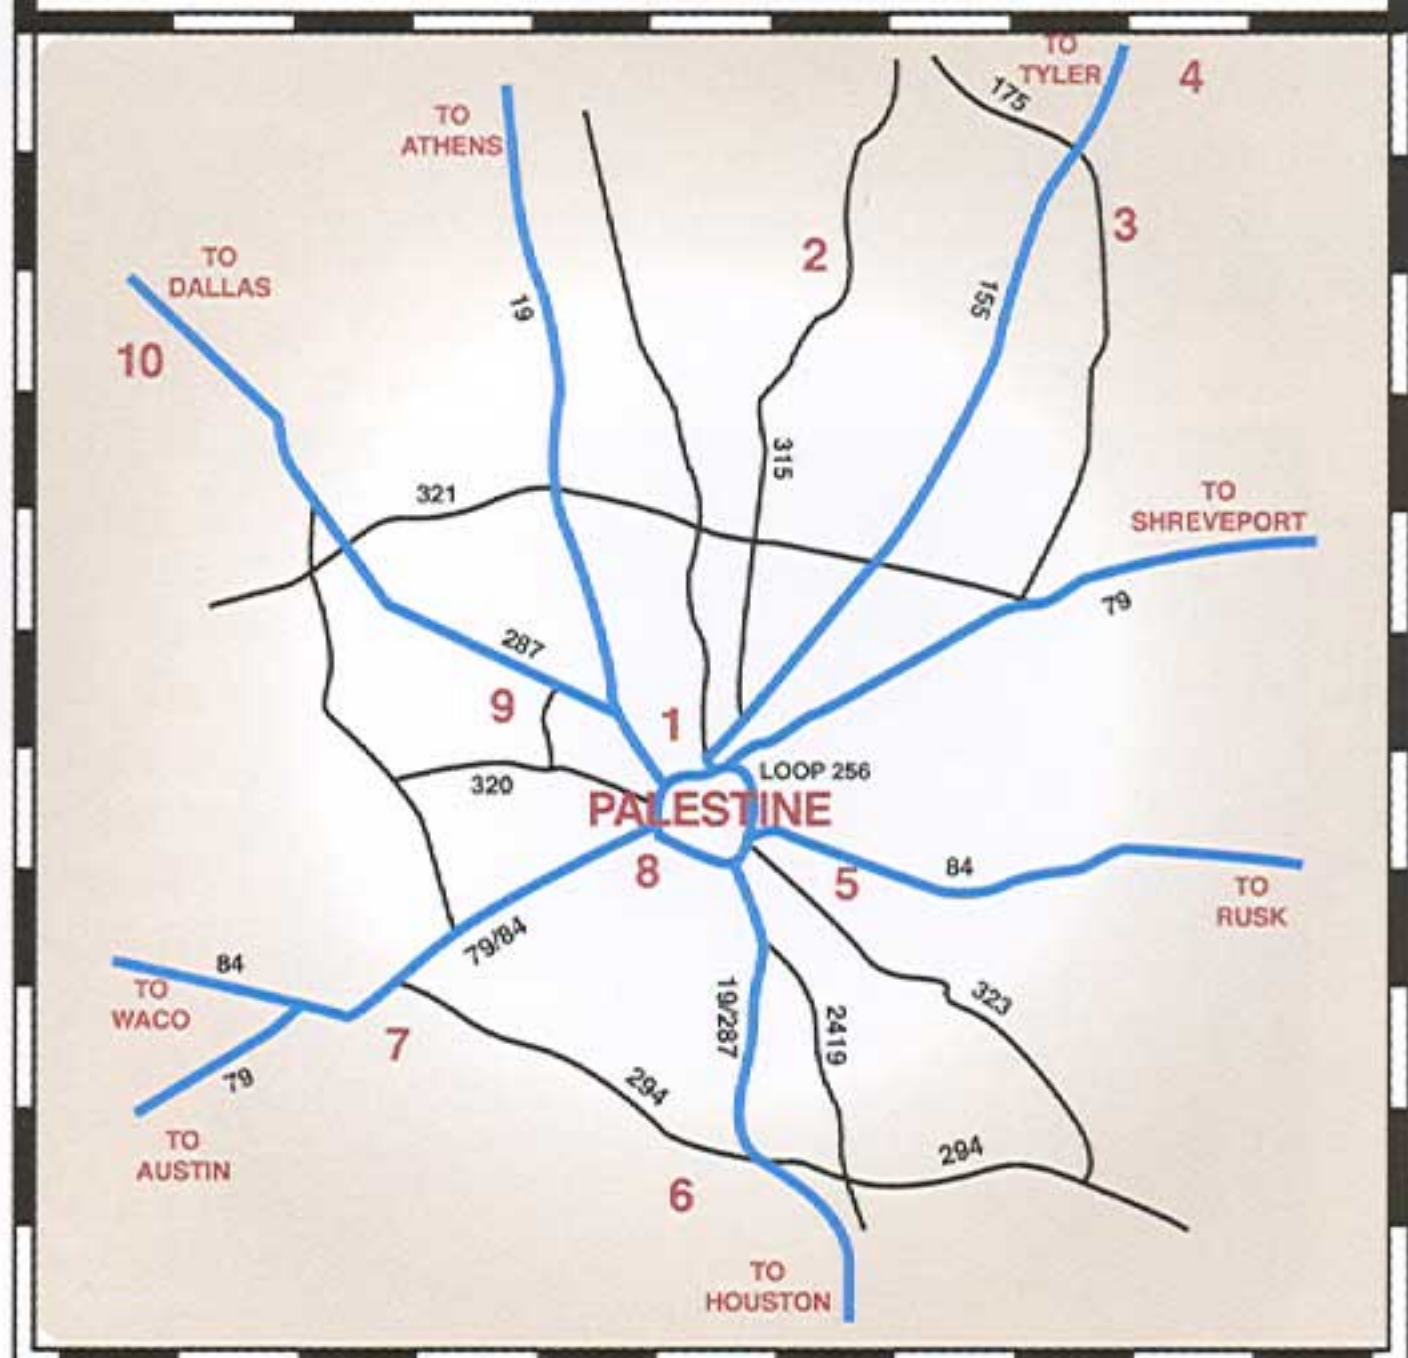 TO
TYLER
4
175
TO
ATHENS
3
2
TO
DALLAS
155
19
10
315
321
TO
SHREVEPORT
79
287
9
1
LOOP 256
320
PALESTINE
8
5
84
TO
RUSK
79/84
84
TO
WACO
323
19/287
2419
7
79
294
TO
AUSTIN
294
6
TO
HOUSTON